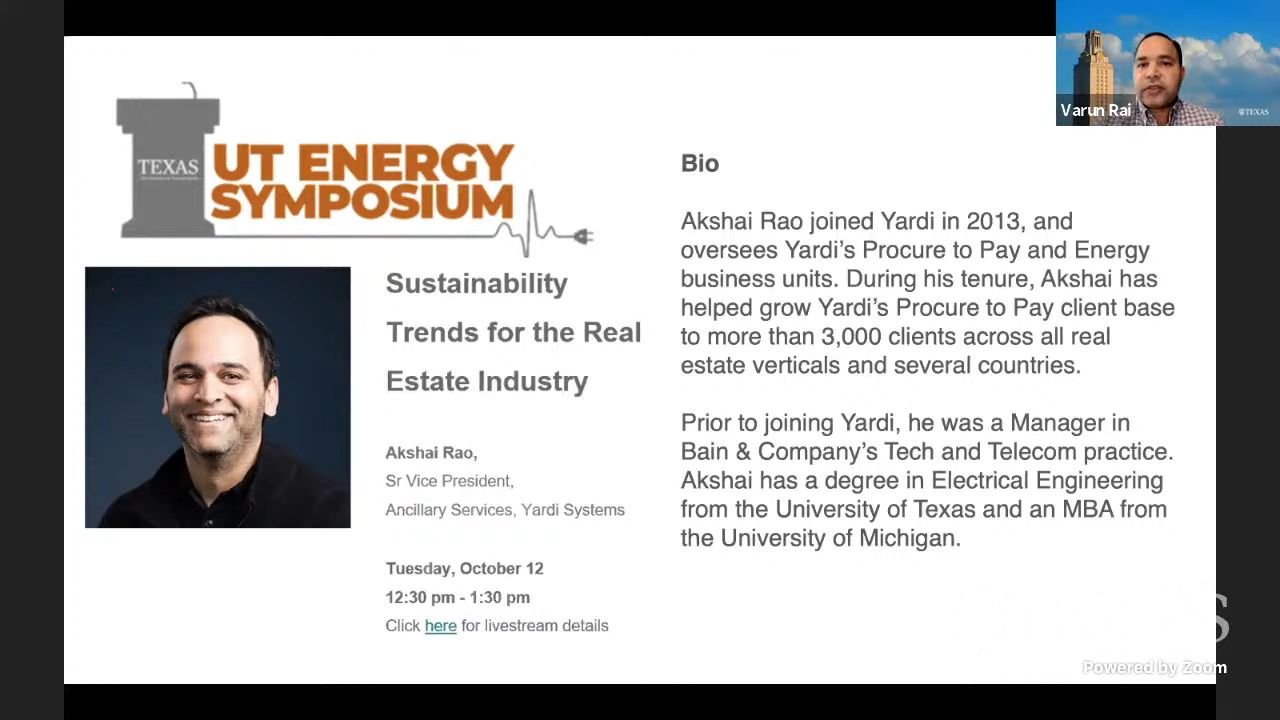 TEXAS
UT ENERGY
SYMPOSIUM
Sustainability
Trends for the Real
Estate Industry
Akshai Rao,
Sr Vice President,
Ancillary Services, Yardi Systems
Tuesday, October 12
12:30 pm - 1:30 pm
Click here for livestream details
Bio
Akshai Rao joined Yardi in 2013, and
oversees Yardi's Procure to Pay and Energy
business units. During his tenure, Akshai has
helped grow Yardi's Procure to Pay client base
to more than 3,000 clients across all real
estate verticals and several countries.
Prior to joining Yardi, he was a Manager in
Bain & Company's Tech and Telecom practice.
Akshai has a degree in Electrical Engineering
from the University of Texas and an MBA from
the University of Michigan.
Varun Rai
TEXAS
S
Powered by Zoom